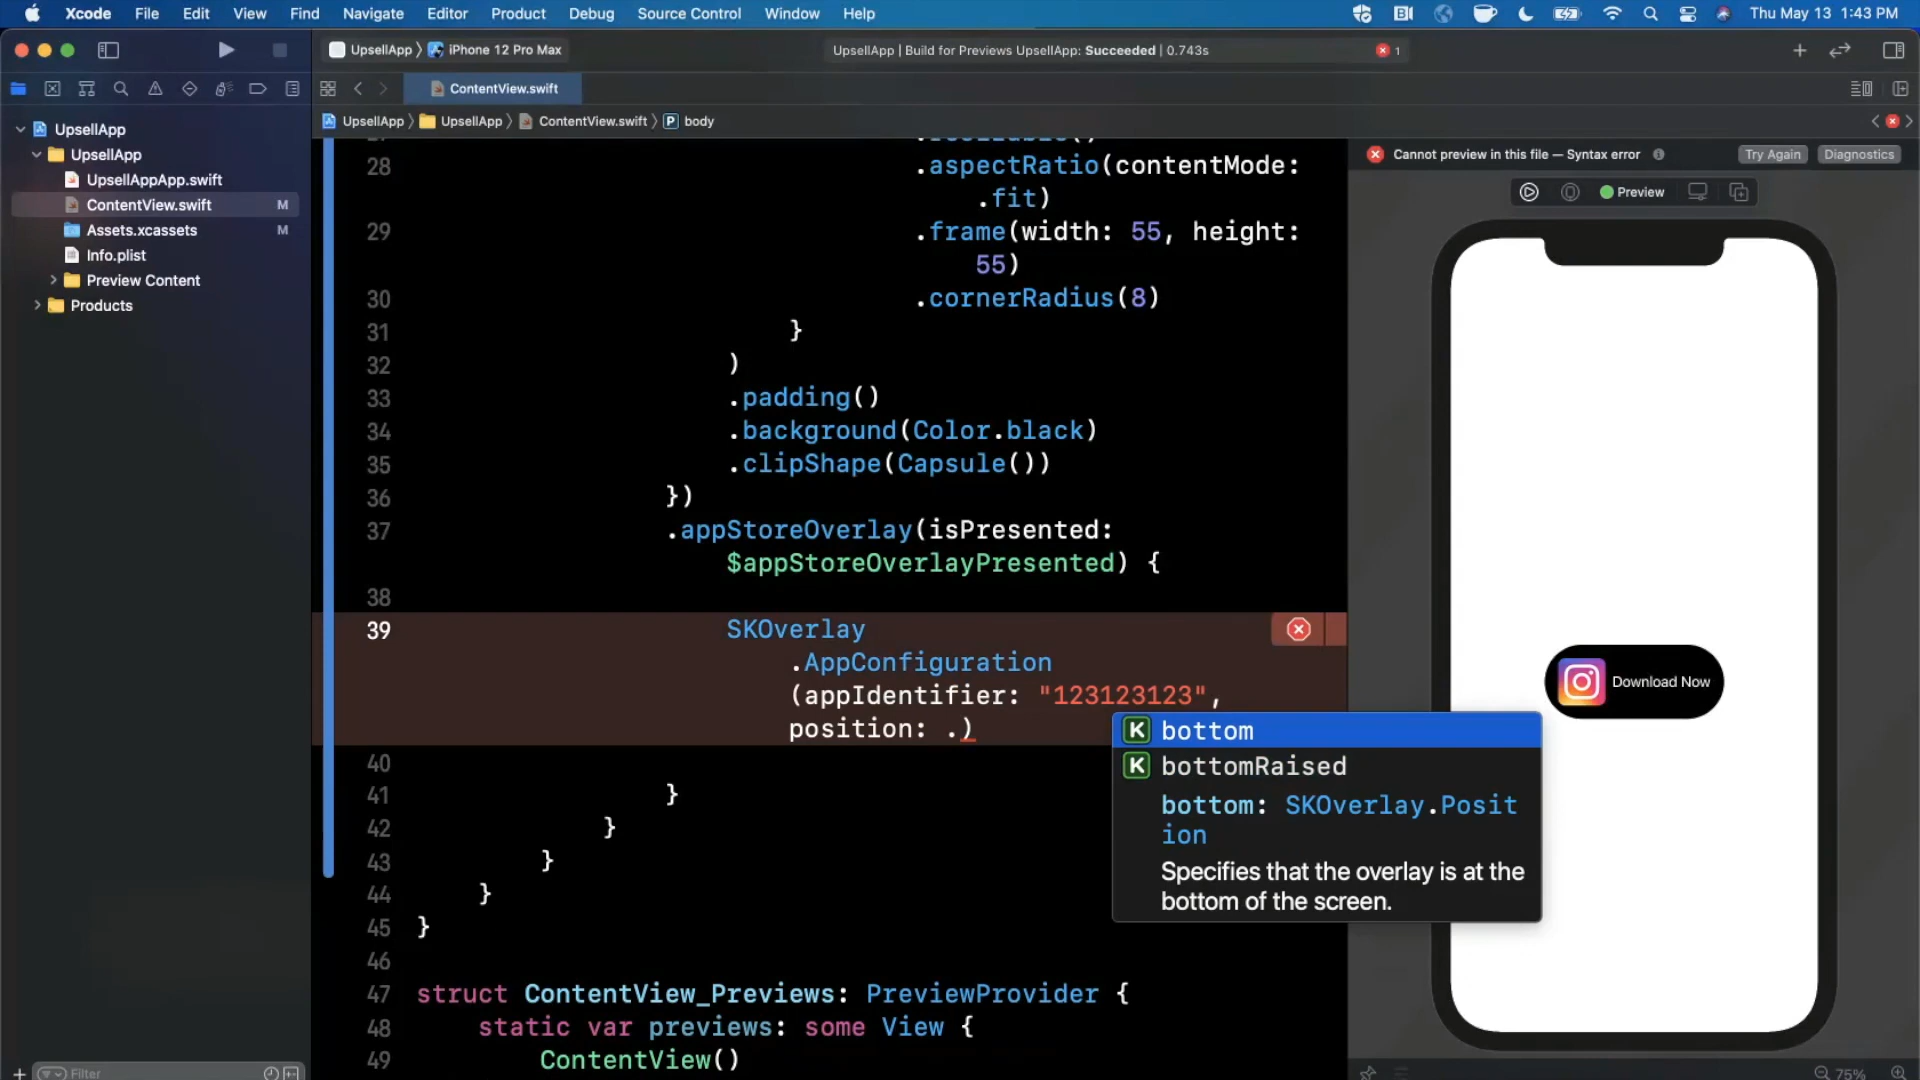 Xcode File Edit View Find Navigate Editor Product Debug Source Control Window Help Thu May 13 1:43 PM
UpsellApp iPhone 12 Pro Max UpsellApp | Build for Previews UpsellApp: Succeeded | 0.743s 1
ContentView.swift
UpsellApp UpsellApp ContentView.swift P body
UpsellApp
UpsellApp
UpsellAppApp.swift
ContentView.swift M
Assets.xcassets M
Info.plist
Preview Content
Products
Filter
28 .aspectRatio(contentMode:
.fit)
29 .frame(width: 55, height:
55)
30 .cornerRadius(8)
31 }
32 )
33 .padding()
34 .background(Color.black)
35 .clipShape(Capsule())
36 })
37 .appStoreOverlay(isPresented:
$appStoreOverlayPresented) {
38
39 SKOverlay
.AppConfiguration
(appIdentifier: "123123123",
position: .)
40
41 }
42 }
43 }
44 }
45 }
46
47 struct ContentView_Previews: PreviewProvider {
48 static var previews: some View {
49 ContentView()
K bottom
K bottomRaised
bottom: SKOverlay.Posit
ion
Specifies that the overlay is at the
bottom of the screen.
Cannot preview in this file — Syntax error Try Again Diagnostics
Preview
Download Now
75%